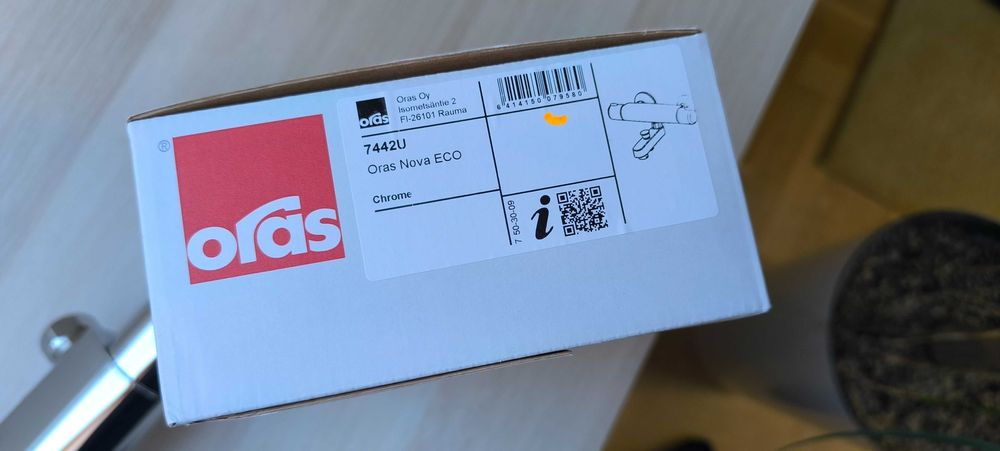 ®
oras
oras
Oras Oy
Isometsäntie 2
FI-26101 Rauma
7442U
Oras Nova ECO
Chrome
6 414150 079580
7 50-30-09
i